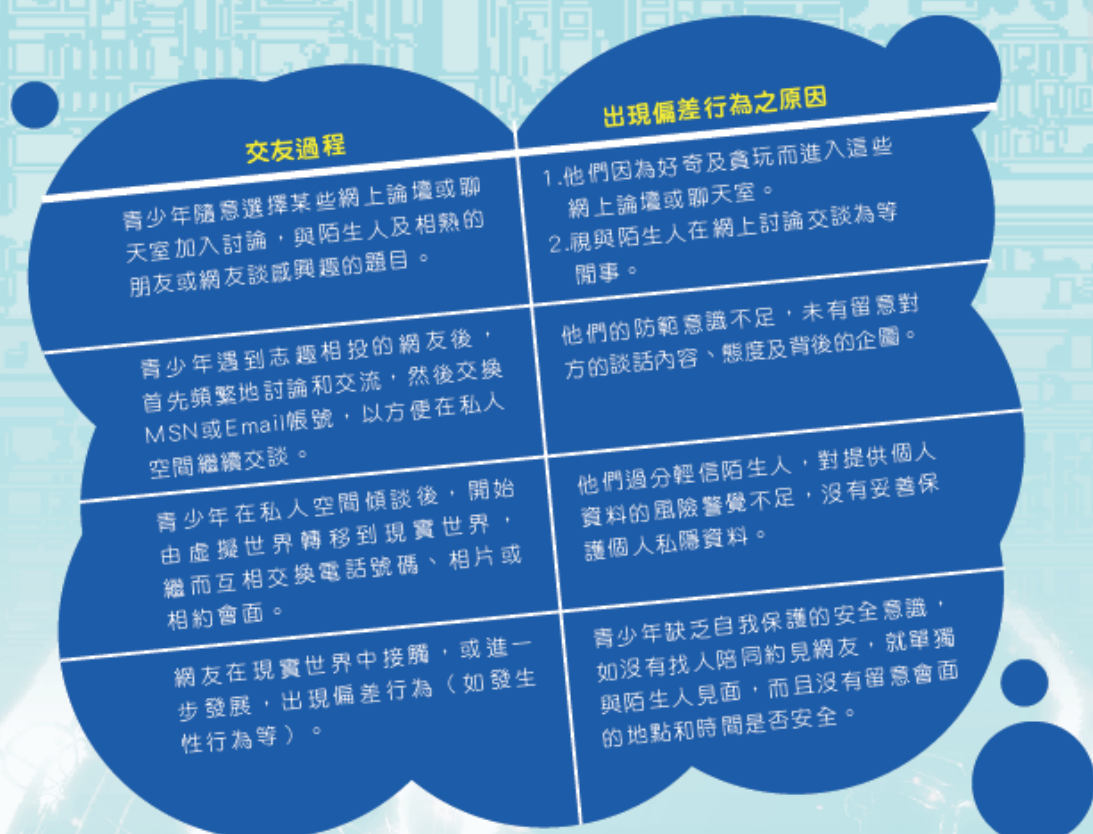 交友過程
出現偏差行為之原因
青少年隨意選擇某些網上論壇或聊
天室加入討論，與陌生人及相熟的
朋友或網友談感興趣的題目。
1.他們因為好奇及貪玩而進入這些
網上論壇或聊天室。
2.視與陌生人在網上討論交談為等
閒事。
青少年遇到志趣相投的網友後，
首先頻繁地討論和交流，然後交換
MSN或Email帳號，以方便在私人
空間繼續交談。
他們的防範意識不足，未有留意對
方的談話內容、態度及背後的企圖。
青少年在私人空間傾談後，開始
由虛擬世界轉移到現實世界，
繼而互相交換電話號碼、相片或
相約會面。
他們過分輕信陌生人，對提供個人
資料的風險警覺不足，沒有妥善保
護個人私隱資料。
網友在現實世界中接觸，或進一
步發展，出現偏差行為（如發生
性行為等）。
青少年缺乏自我保護的安全意識，
如沒有找人陪同約見網友，就單獨
與陌生人見面，而且沒有留意會面
的地點和時間是否安全。